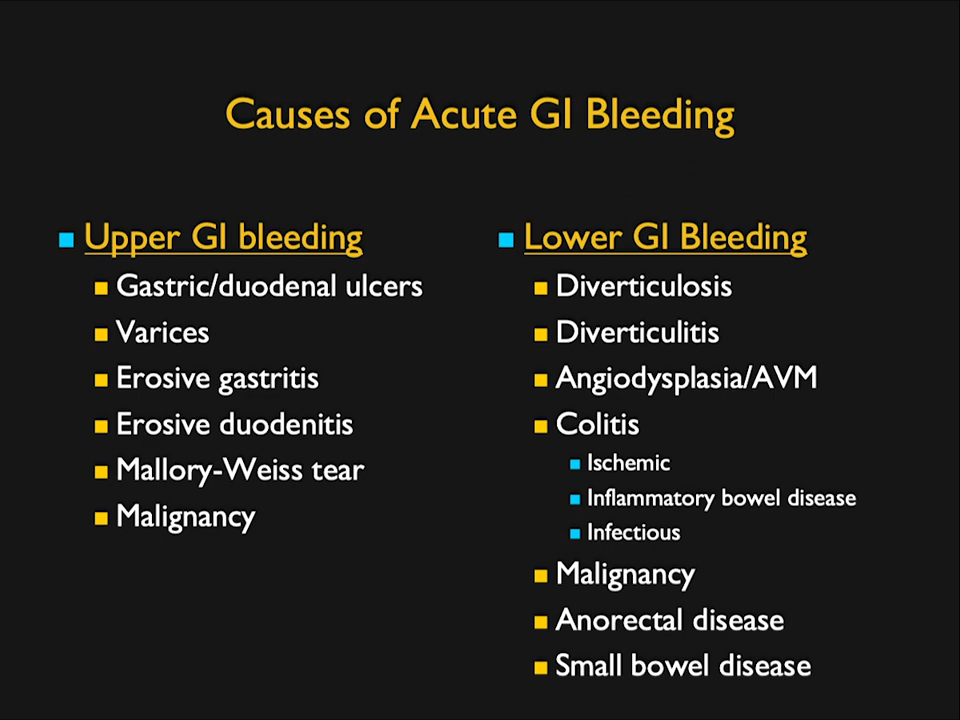 Causes of Acute GI Bleeding
Upper GI bleeding
Gastric/duodenal ulcers
Varices
Erosive gastritis
Erosive duodenitis
Mallory-Weiss tear
Malignancy
Lower GI Bleeding
Diverticulosis
Diverticulitis
Angiodysplasia/AVM
Colitis
Ischemic
Inflammatory bowel disease
Infectious
Malignancy
Anorectal disease
Small bowel disease